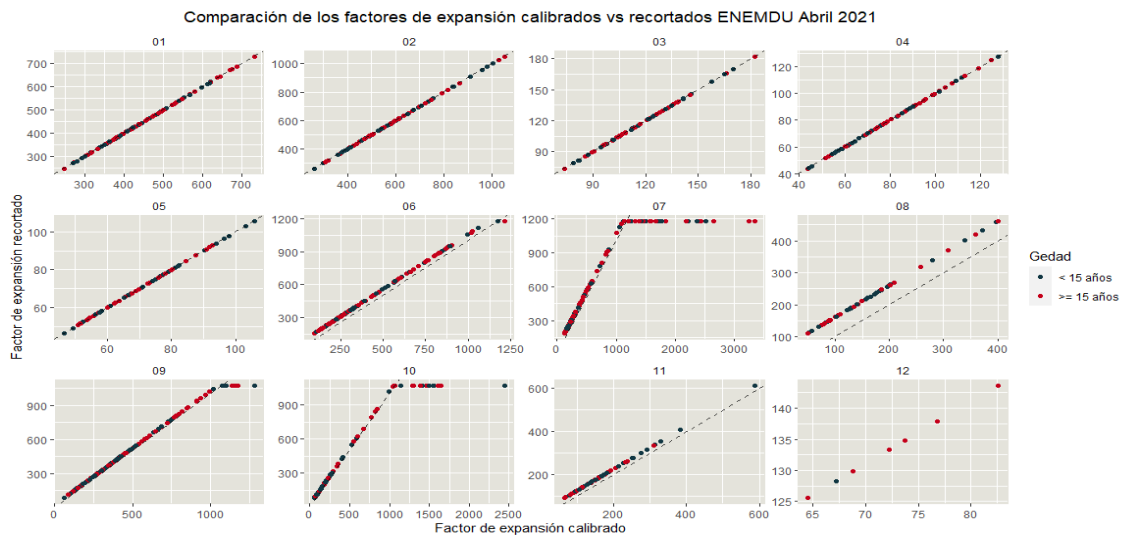 Comparación de los factores de expansión calibrados vs recortados ENEMDU Abril 2021
01 02 03 04
700 600 500 400 300
300 400 500 600 700
1000 800 600 400
400 600 800 1000
180 150 120 90
90 120 150 180
120 100 80 60 40
40 60 80 100 120
05 06 07 08
100 80 60
60 80 100
1200 900 600 300
250 500 750 1000 1250
1200 900 600 300
0 1000 2000 3000
400 300 200 100
100 200 300 400
09 10 11 12
900 600 300
0 500 1000
900 600 300
0 500 1000 1500 2000 2500
600 400 200
200 400 600
140 135 130 125
65 70 75 80
Factor de expansión recortado
Factor de expansión calibrado
Gedad
< 15 años
>= 15 años